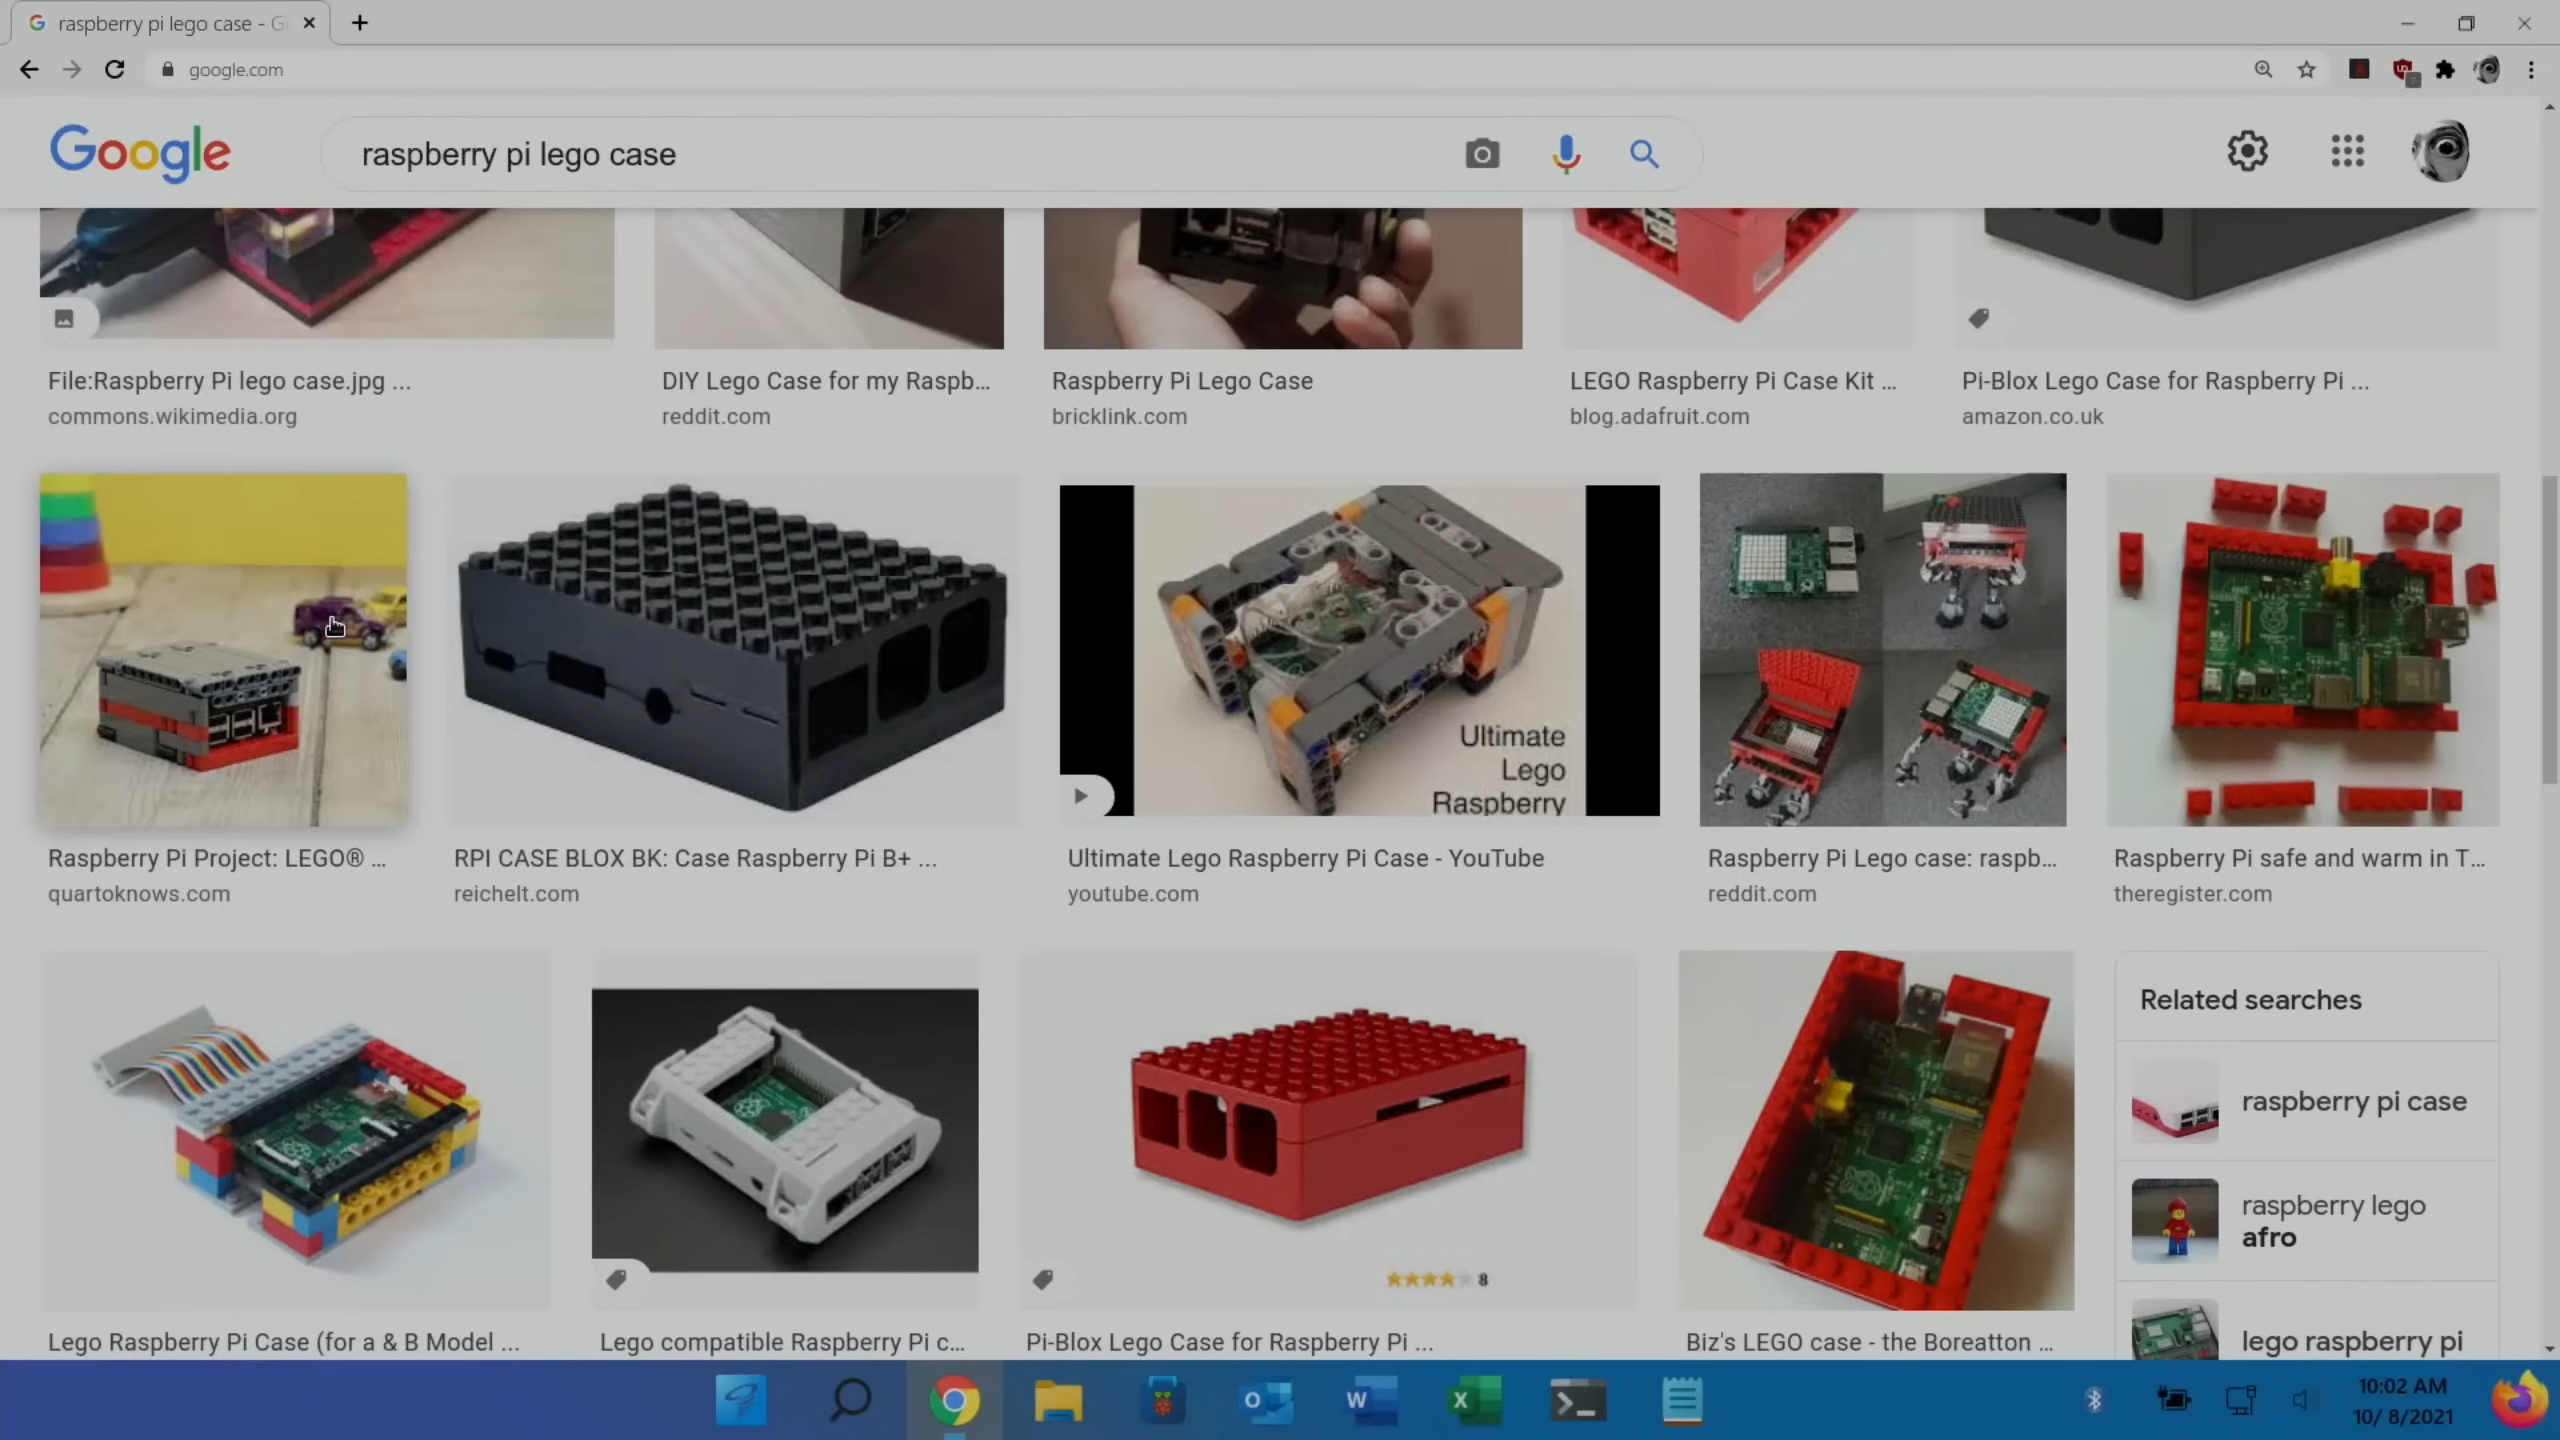 raspberry pi lego case - G
google.com
Google
raspberry pi lego case
File:Raspberry Pi lego case.jpg ...
commons.wikimedia.org
DIY Lego Case for my Raspb...
reddit.com
Raspberry Pi Lego Case
bricklink.com
LEGO Raspberry Pi Case Kit ...
blog.adafruit.com
Pi-Blox Lego Case for Raspberry Pi ...
amazon.co.uk
Ultimate
Lego
Raspberry
Raspberry Pi Project: LEGO® ...
quartoknows.com
RPI CASE BLOX BK: Case Raspberry Pi B+ ...
reichelt.com
Ultimate Lego Raspberry Pi Case - YouTube
youtube.com
Raspberry Pi Lego case: raspb...
reddit.com
Raspberry Pi safe and warm in T...
theregister.com
8
Related searches
raspberry pi case
raspberry lego
afro
lego raspberry pi
Lego Raspberry Pi Case (for a & B Model ...
Lego compatible Raspberry Pi c...
Pi-Blox Lego Case for Raspberry Pi ...
Biz's LEGO case - the Boreatton ...
O
W
X
10:02 AM
10/ 8/2021